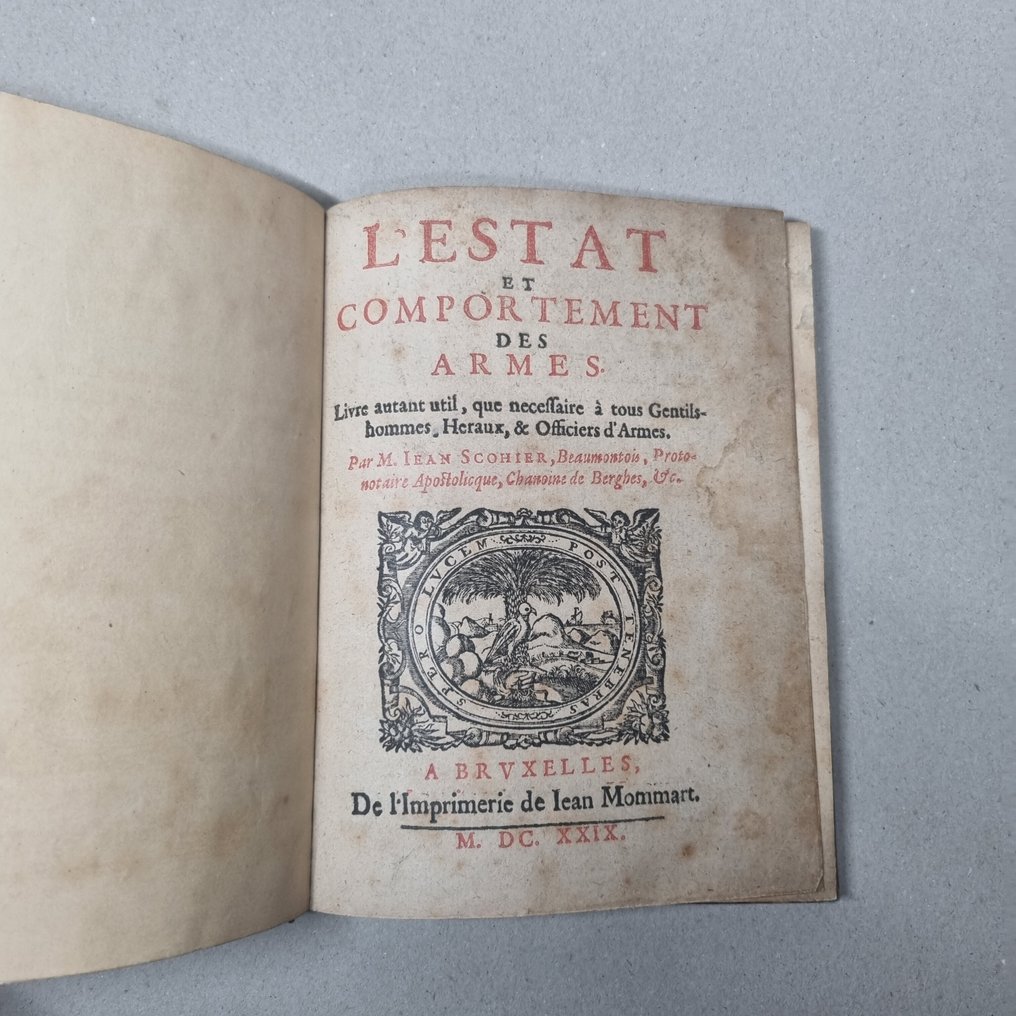 L'ESTAT
ET
COMPORTEMENT
DES
ARMES.
Livre autant util, que necessaire à tous Gentils-
hommes, Heraux, & Officiers d'Armes.
Par M. IEAN SCOHIER, Beaumontois, Proto-
notaire Apostolicque, Chanoine de Berghes, &c.
SPERO LVCEM POST TENEBRAS
A BRVXELLES,
De l'Imprimerie de Iean Mommart.
M. DC. XXIX.